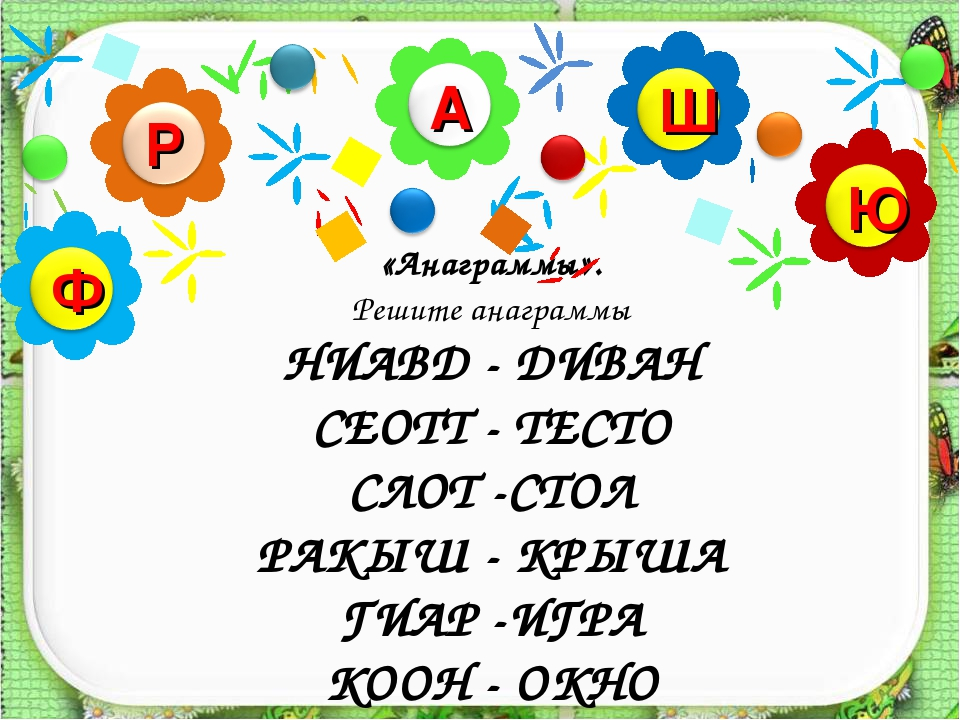 Р
А
Ш
Ю
Ф
«Анаграммы».
Решите анаграммы
НИАВД - ДИВАН
СЕОТТ - ТЕСТО
СЛОТ -СТОЛ
РАКЫШ - КРЫША
ГИАР -ИГРА
КООН - ОКНО